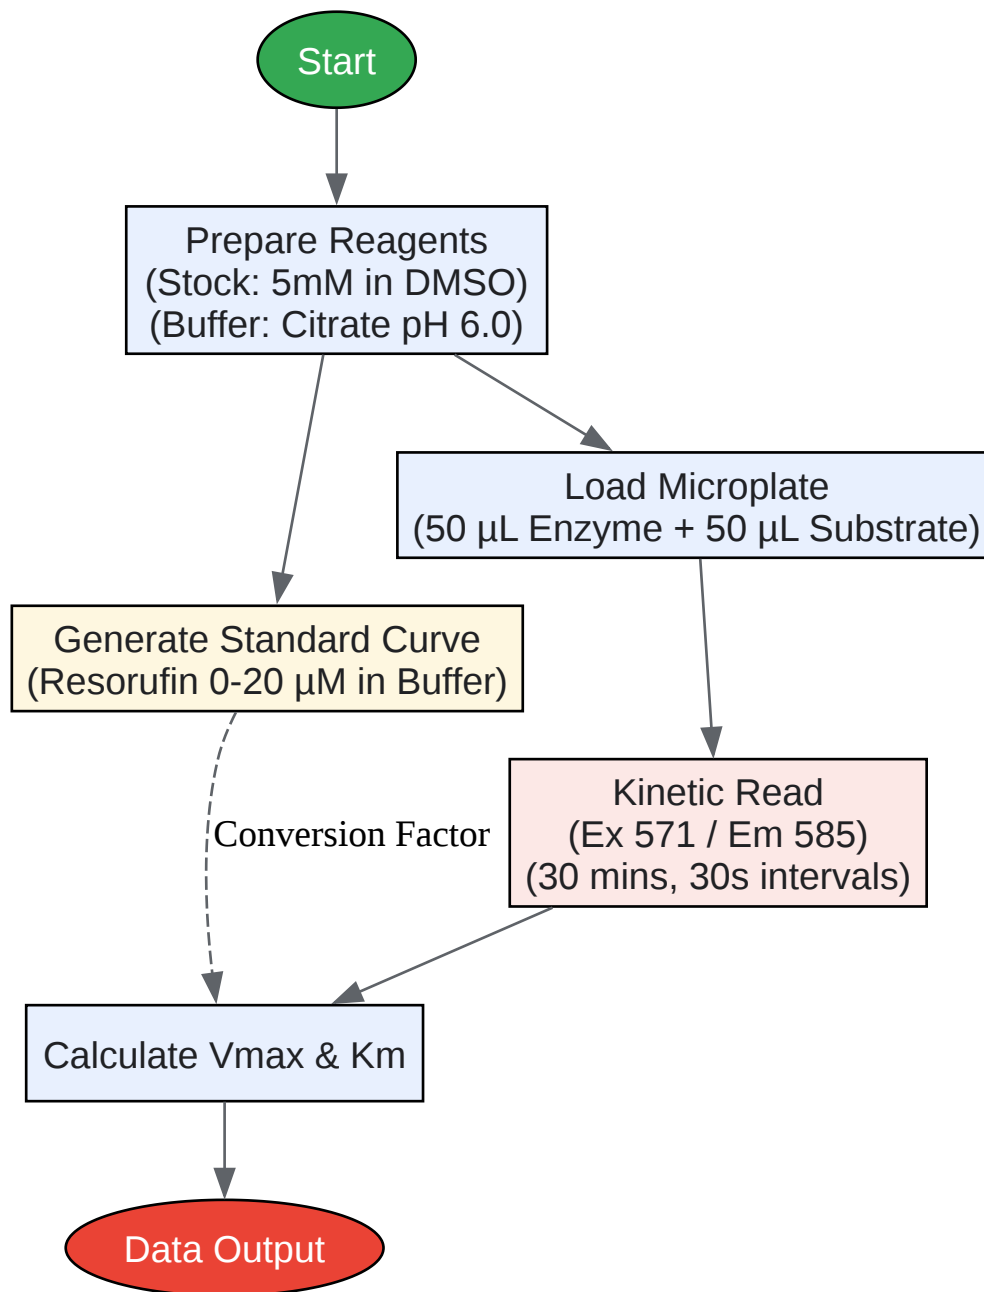 Start
Prepare Reagents
(Stock: 5mM in DMSO)
(Buffer: Citrate pH 6.0)
Load Microplate
(50 µL Enzyme + 50 µL Substrate)
Generate Standard Curve
(Resorufin 0-20 µM in Buffer)
Kinetic Read
(Ex 571 / Em 585)
(30 mins, 30s intervals)
Conversion Factor
Calculate Vmax & Km
Data Output